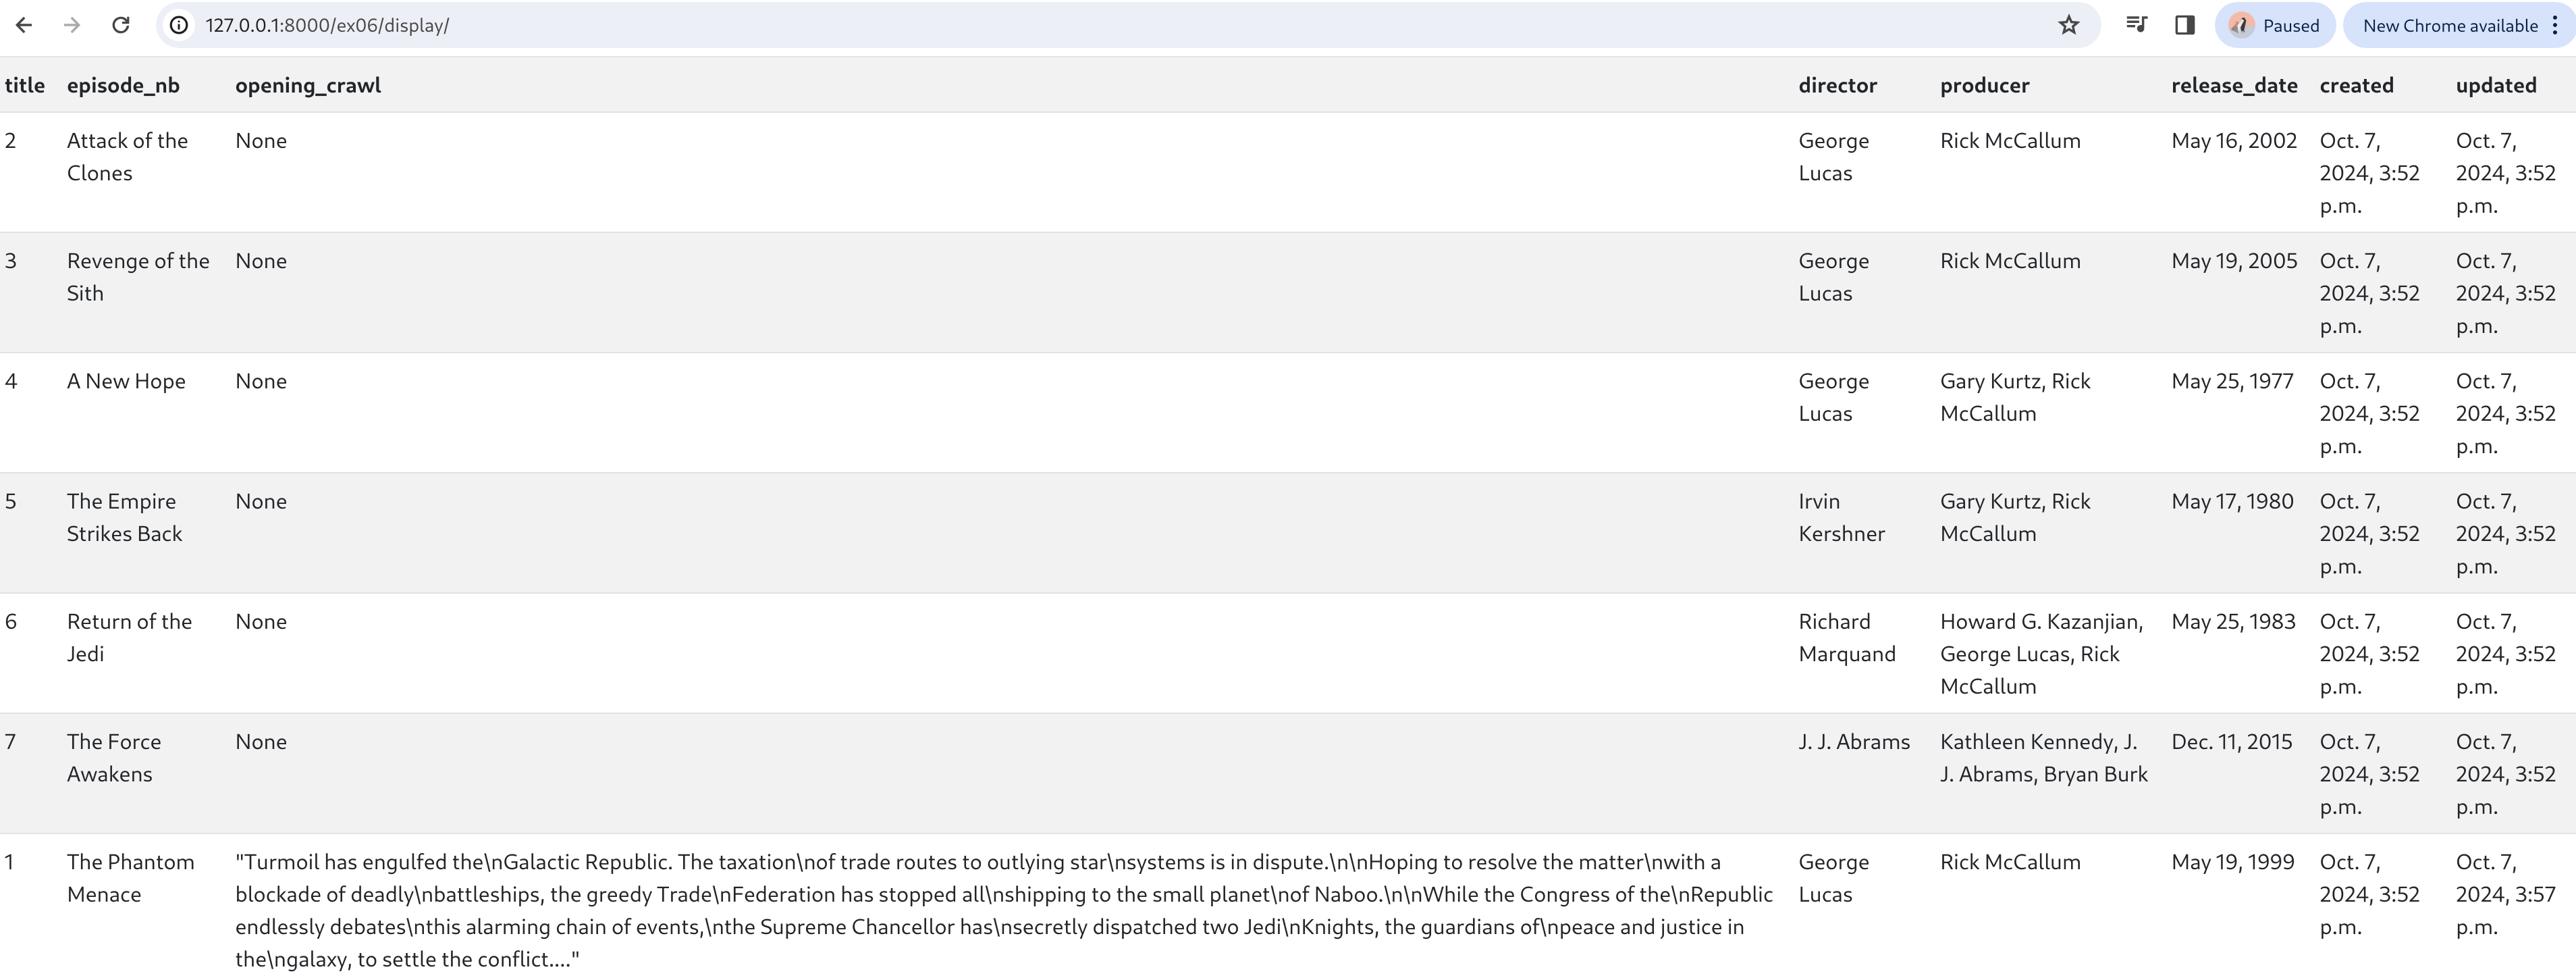 127.0.0.1:8000/ex06/display/ Paused New Chrome available
title episode_nb opening_crawl director producer release_date created updated
2 Attack of the None George Rick McCallum May 16, 2002 Oct. 7, Oct. 7,
Clones Lucas 2024, 3:52 2024, 3:52
p.m. p.m.
3 Revenge of the None George Rick McCallum May 19, 2005 Oct. 7, Oct. 7,
Sith Lucas 2024, 3:52 2024, 3:52
p.m. p.m.
4 A New Hope None George Gary Kurtz, Rick May 25, 1977 Oct. 7, Oct. 7,
Lucas McCallum 2024, 3:52 2024, 3:52
p.m. p.m.
5 The Empire None Irvin Gary Kurtz, Rick May 17, 1980 Oct. 7, Oct. 7,
Strikes Back Kershner McCallum 2024, 3:52 2024, 3:52
p.m. p.m.
6 Return of the None Richard Howard G. Kazanjian, May 25, 1983 Oct. 7, Oct. 7,
Jedi Marquand George Lucas, Rick 2024, 3:52 2024, 3:52
McCallum p.m. p.m.
7 The Force None J. J. Abrams Kathleen Kennedy, J. Dec. 11, 2015 Oct. 7, Oct. 7,
Awakens J. Abrams, Bryan Burk 2024, 3:52 2024, 3:52
p.m. p.m.
1 The Phantom "Turmoil has engulfed the\nGalactic Republic. The taxation\nof trade routes to outlying star\nsystems is in dispute.\n\nHoping to resolve the matter\nwith a George Rick McCallum May 19, 1999 Oct. 7, Oct. 7,
Menace blockade of deadly\nbattleships, the greedy Trade\nFederation has stopped all\nshipping to the small planet\nof Naboo.\n\nWhile the Congress of the\nRepublic Lucas 2024, 3:52 2024, 3:57
endlessly debates\nthis alarming chain of events,\nthe Supreme Chancellor has\nsecretly dispatched two Jedi\nKnights, the guardians of\npeace and justice in p.m. p.m.
the\ngalaxy, to settle the conflict...."